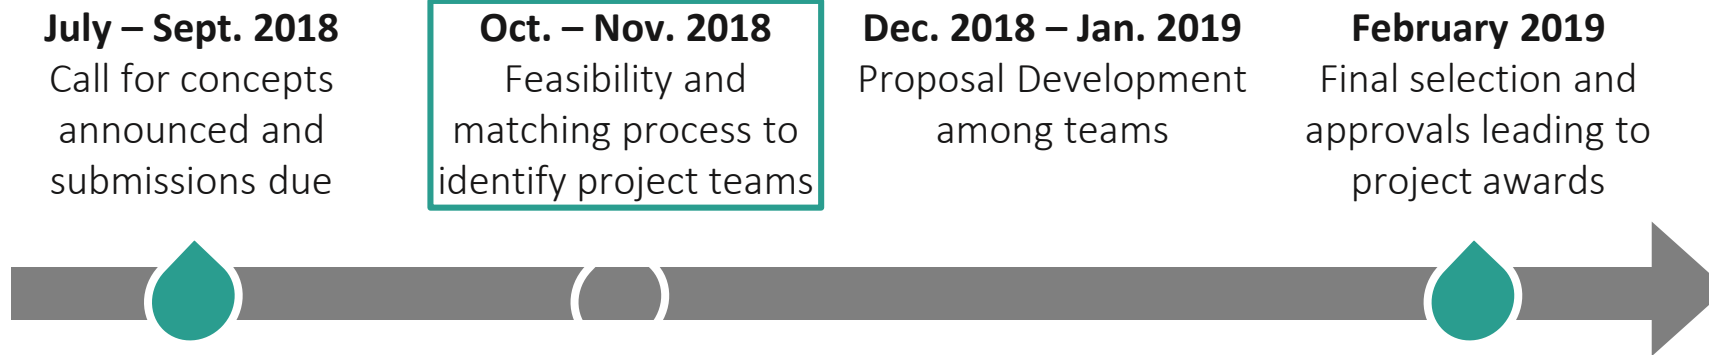 July – Sept. 2018
Call for concepts
announced and
submissions due
Oct. – Nov. 2018
Feasibility and
matching process to
identify project teams
Dec. 2018 – Jan. 2019
Proposal Development
among teams
February 2019
Final selection and
approvals leading to
project awards